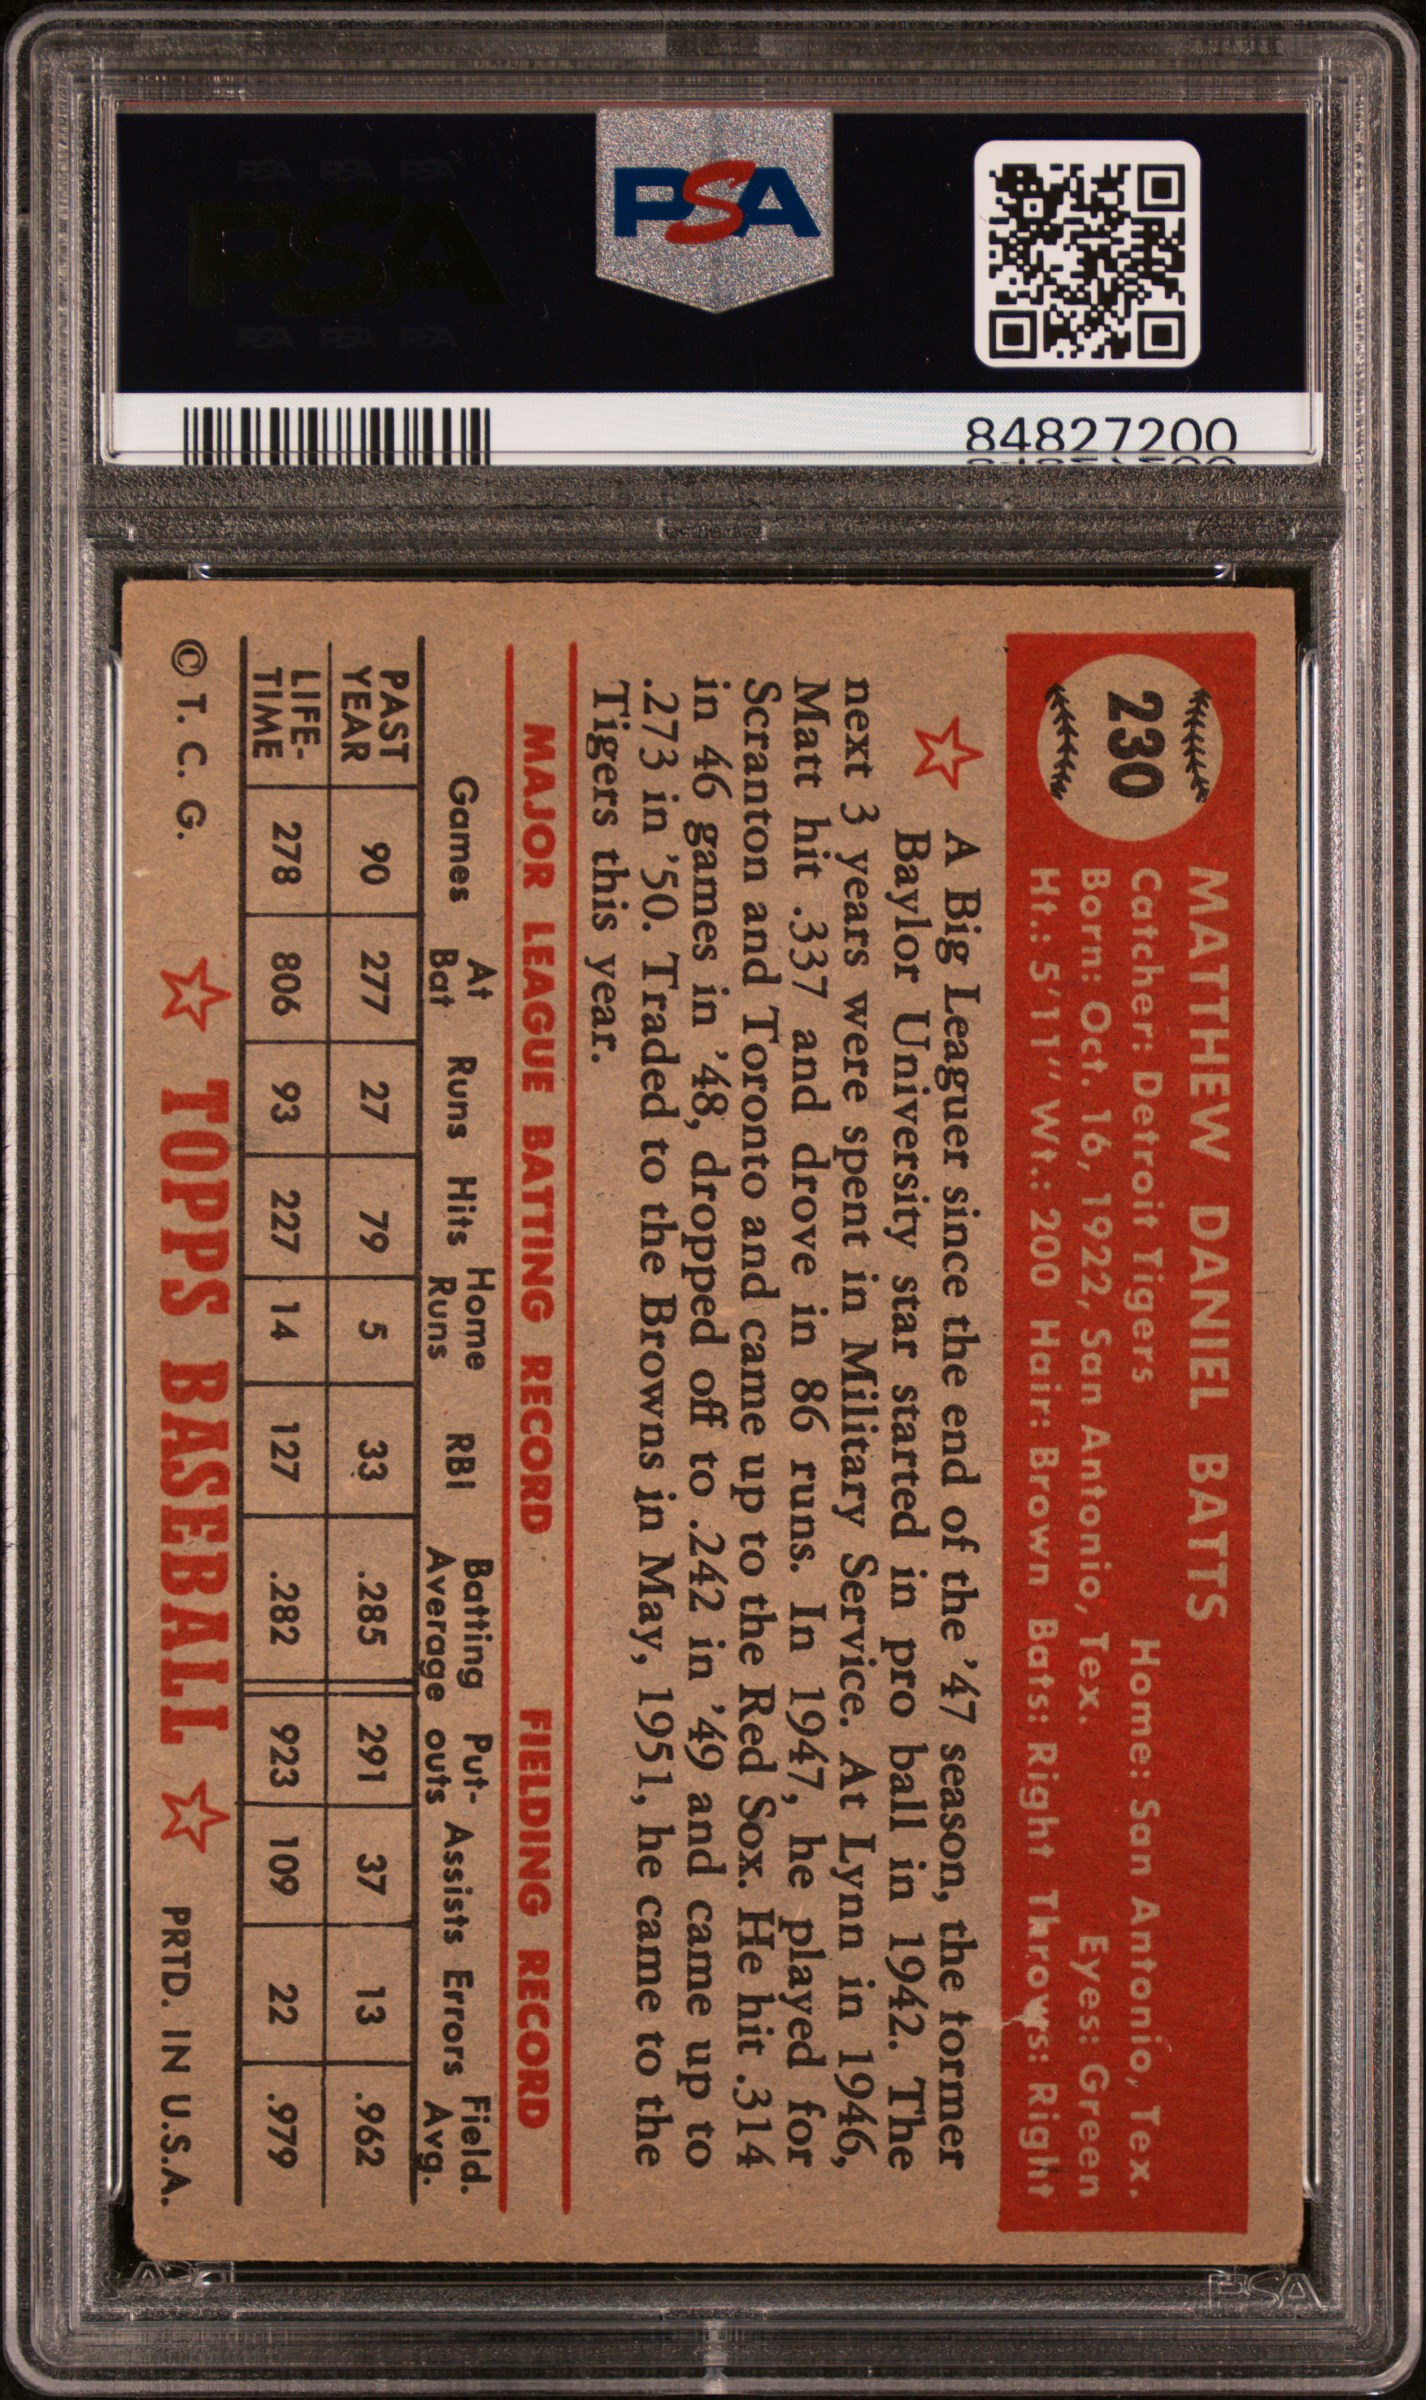 PSA PSA PSA
PSA
PSA PSA PSA
PSA
84827200
230
MATTHEW DANIEL BATTS
Catcher: Detroit Tigers Home: San Antonio, Tex.
Born: Oct. 16, 1922, San Antonio, Tex. Eyes: Green
Ht.: 5'11" Wt.: 200 Hair: Brown Bats: Right Throws: Right
A Big Leaguer since the end of the '47 season, the former
Baylor University star started in pro ball in 1942. The
next 3 years were spent in Military Service. At Lynn in 1946,
Matt hit .337 and drove in 86 runs. In 1947, he played for
Scranton and Toronto and came up to the Red Sox. He hit .314
in 46 games in '48, dropped off to .242 in '49 and came up to
.273 in '50. Traded to the Browns in May, 1951, he came to the
Tigers this year.
MAJOR LEAGUE BATTING RECORD FIELDING RECORD
Games At Bat Runs Hits Home Runs RBI Batting Average Put-outs Assists Errors Field. Avg.
PAST YEAR 90 277 27 79 5 33 .285 291 37 13 .962
LIFE-TIME 278 806 93 227 14 127 .282 923 109 22 .979
© T. C. G. TOPPS BASEBALL PRTD. IN U.S.A.
PSA
PSA